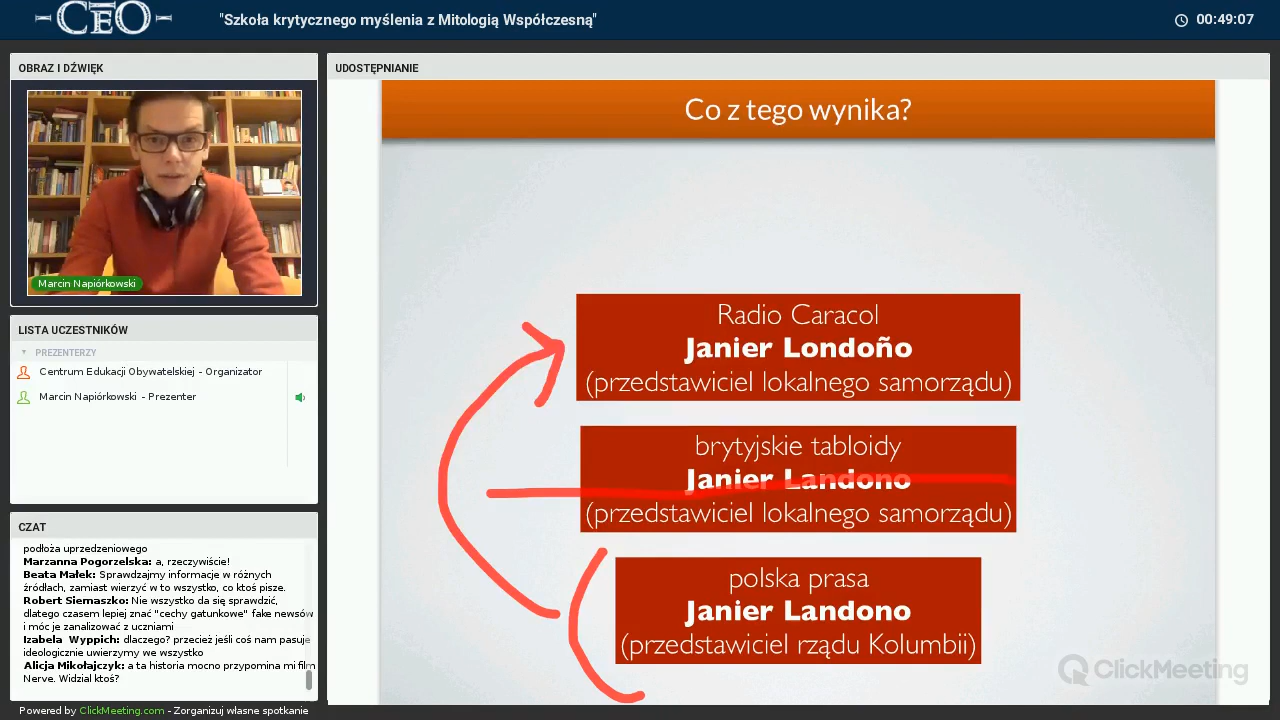 CEO
"Szkoła krytycznego myślenia z Mitologią Współczesną"
00:49:07
OBRAZ I DŹWIĘK
Marcin Napiórkowski
LISTA UCZESTNIKÓW
PREZENTERZY
Centrum Edukacji Obywatelskiej - Organizator
Marcin Napiórkowski - Prezenter
CZAT
podłoża uprzedzeniowego
Marzanna Pogorzelska: a, rzeczywiście!
Beata Małek: Sprawdzajmy informacje w różnych
źródłach, zamiast wierzyć w to wszystko, co ktoś pisze.
Robert Siemaszko: Nie wszystko da się sprawdzić,
dlatego czasem lepiej znać "cechy gatunkowe" fake newsów
i móc je zanalizować z uczniami
Izabela Wyppich: dlaczego? przecież jeśli coś nam pasuje
ideologicznie uwierzymy we wszystko
Alicja Mikołajczyk: a ta historia mocno przypomina mi film
Nerve. Widzial ktoś?
Powered by ClickMeeting.com - Zorganizuj własne spotkanie
UDOSTĘPNIANIE
Co z tego wynika?
Radio Caracol
Janier Londoño
(przedstawiciel lokalnego samorządu)
brytyjskie tabloidy
Janier Landono
(przedstawiciel lokalnego samorządu)
polska prasa
Janier Landono
(przedstawiciel rządu Kolumbii)
ClickMeeting